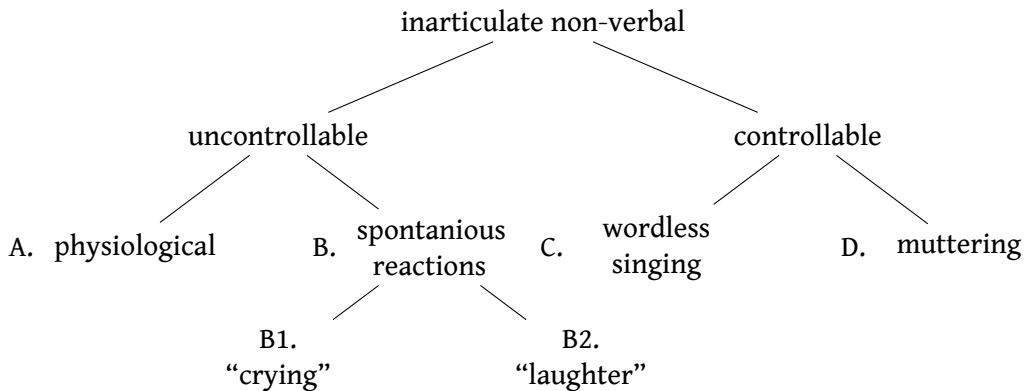 inarticulate non-verbal
uncontrollable
controllable
A. physiological
B. spontanious
reactions
C. wordless
singing
D. muttering
B1.
“crying”
B2.
“laughter”